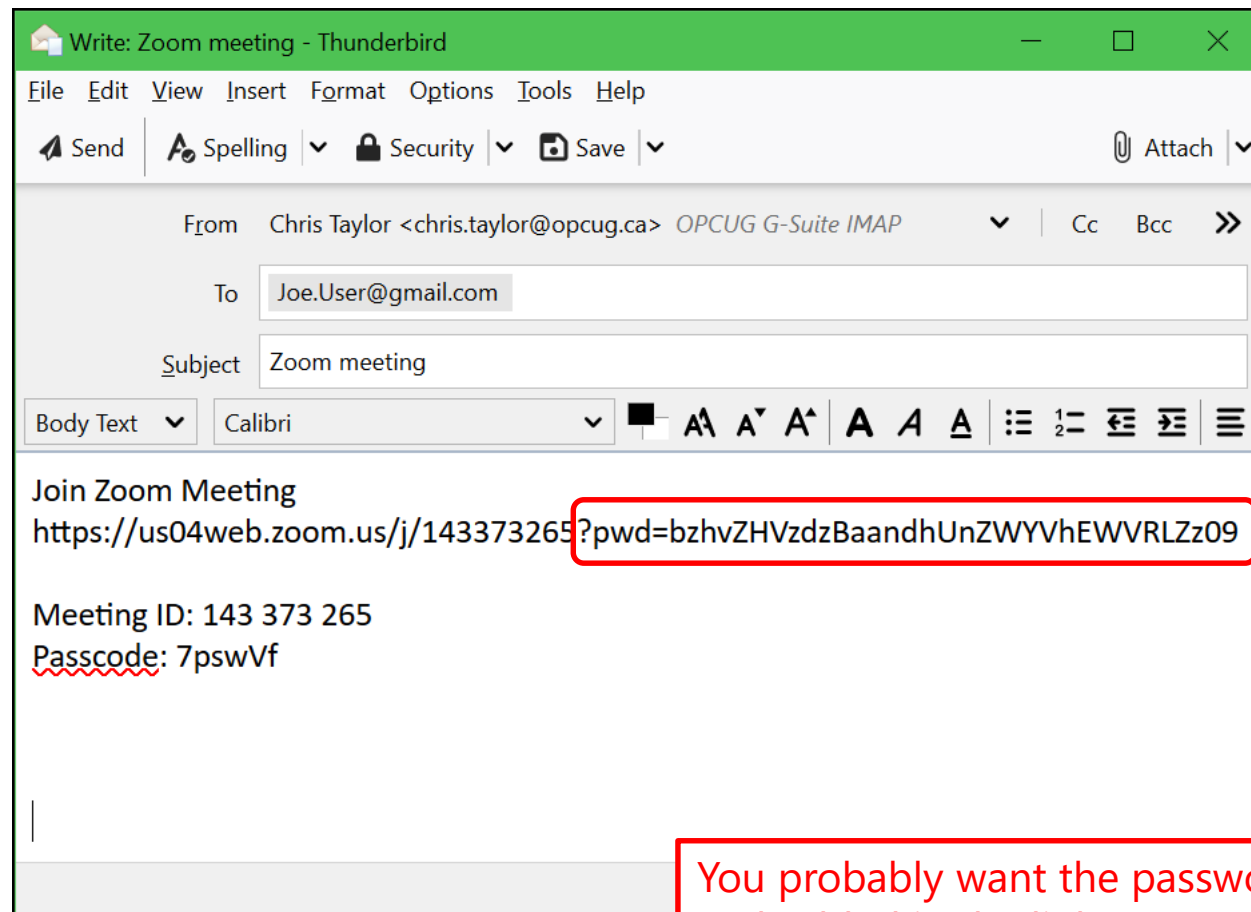 Write: Zoom meeting - Thunderbird
File Edit View Insert Format Options Tools Help
Send Spelling Security Save Attach
From Chris Taylor <chris.taylor@opcug.ca> OPCUG G-Suite IMAP Cc Bcc
To Joe.User@gmail.com
Subject Zoom meeting
Body Text Calibri
Join Zoom Meeting
https://us04web.zoom.us/j/143373265?pwd=bzhvZHVzdzBaandhUnZWYVhEWVRLZz09
Meeting ID: 143 373 265
Passcode: 7pswVf
You probably want the